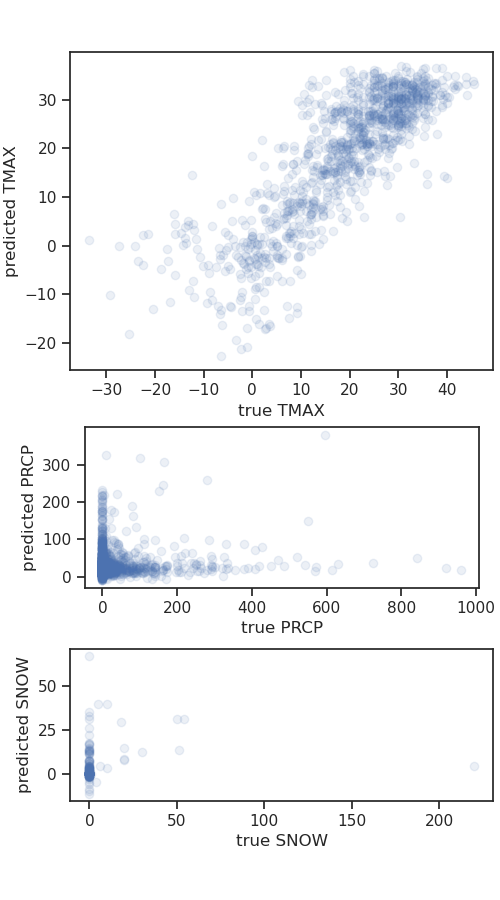 30
20
10
0
−10
−20
predicted TMAX
−30 −20 −10 0 10 20 30 40
true TMAX
300
200
100
0
predicted PRCP
0 200 400 600 800 1000
true PRCP
50
25
0
predicted SNOW
0 50 100 150 200
true SNOW